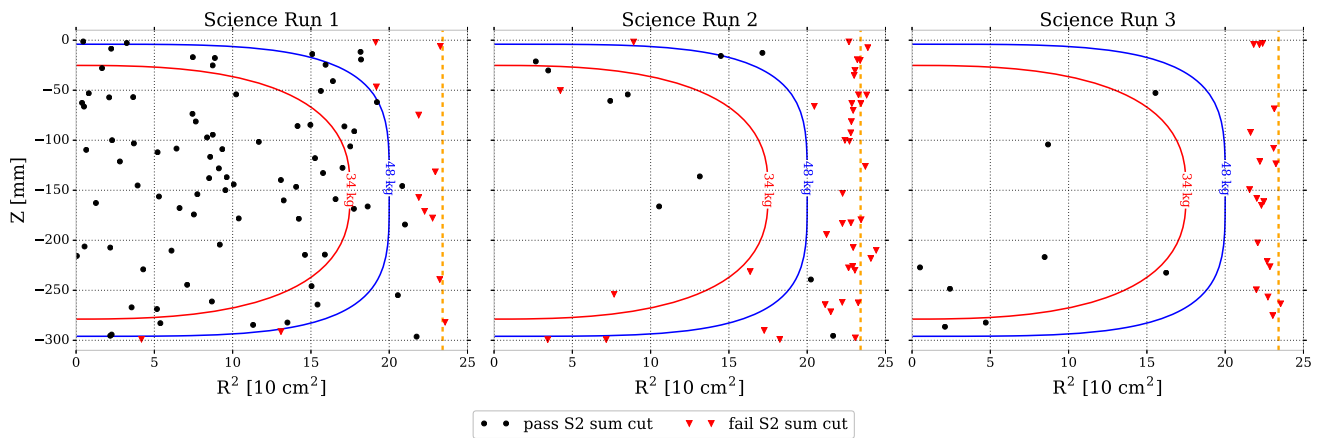 Science Run 1 Science Run 2 Science Run 3
0
−50
−100
−150
−200
−250
−300
Z [mm]
34 kg 48 kg 34 kg 48 kg 34 kg 48 kg
0 5 10 15 20 25 0 5 10 15 20 25 0 5 10 15 20 25
R² [10 cm²] R² [10 cm²] R² [10 cm²]
pass S2 sum cut fail S2 sum cut